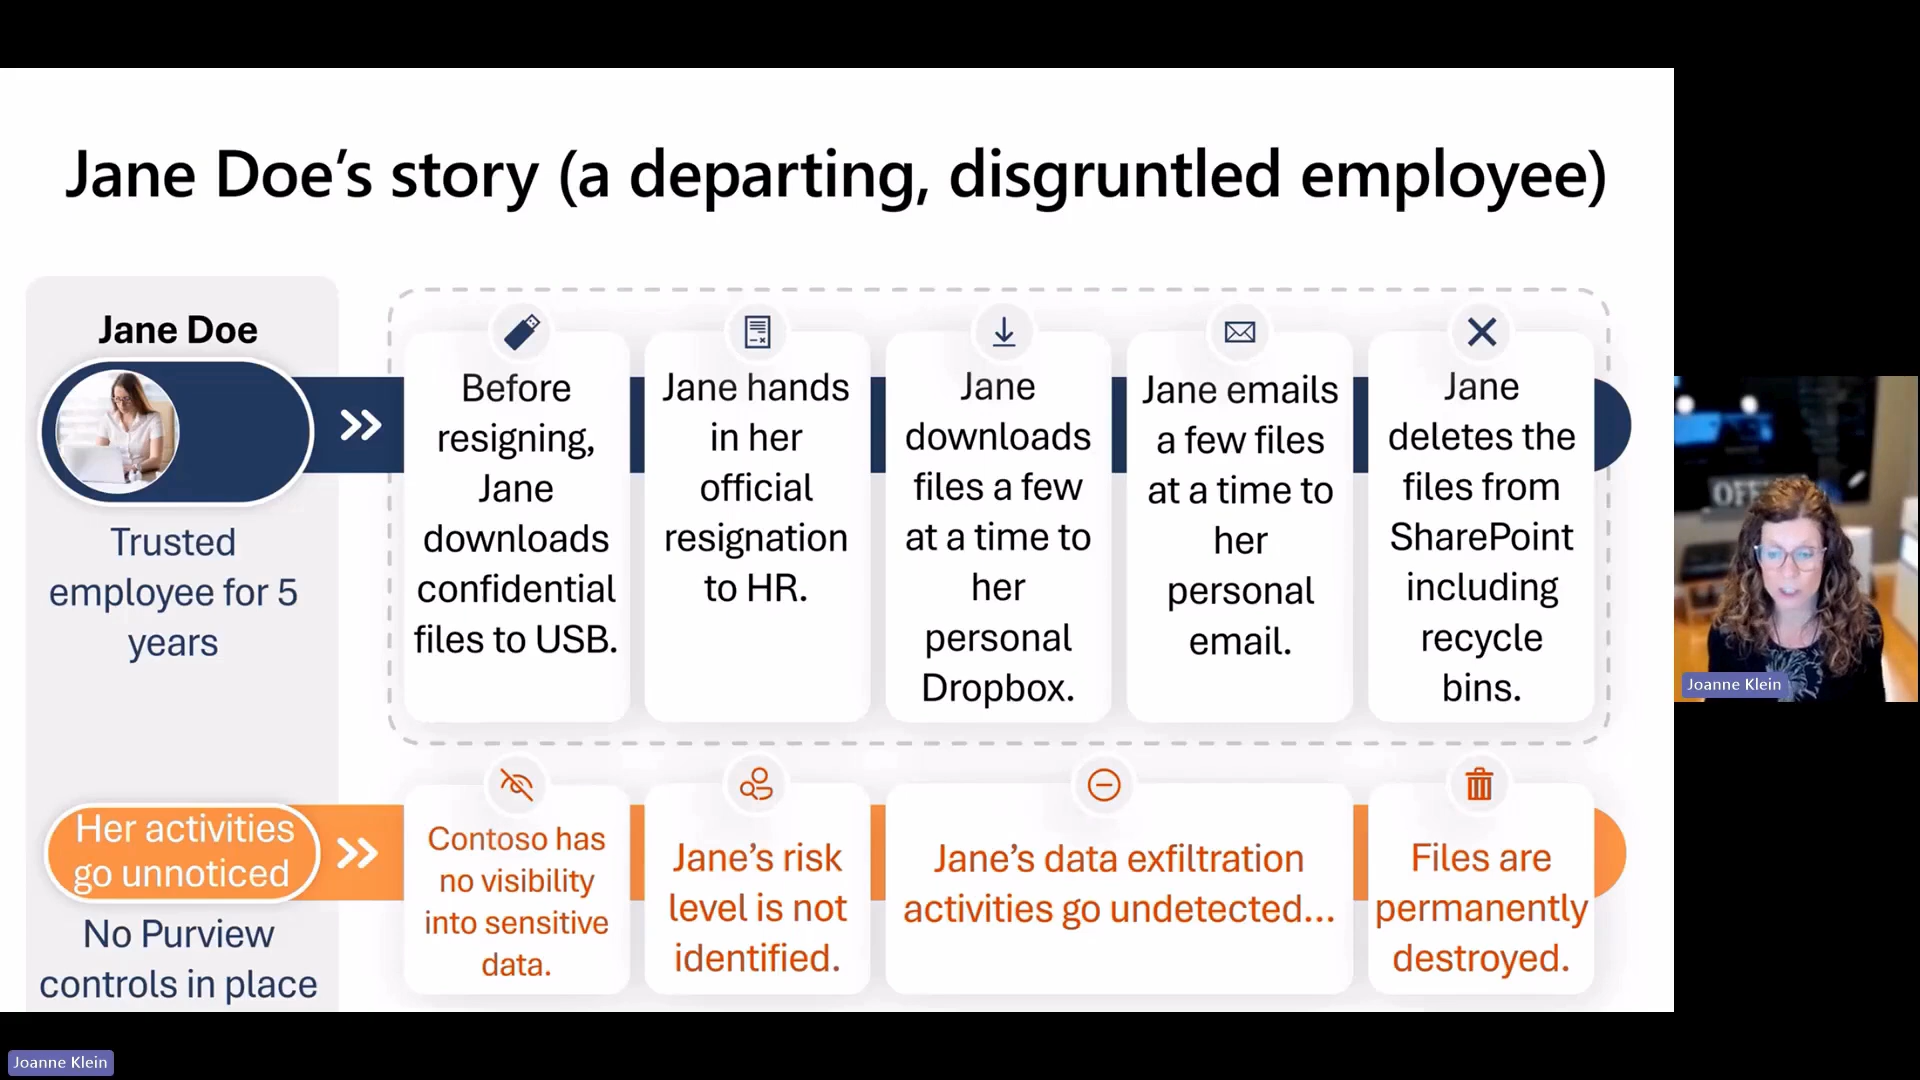 Jane Doe's story (a departing, disgruntled employee)
Jane Doe
Trusted
employee for 5
years
Before
resigning,
Jane
downloads
confidential
files to USB.
Jane hands
in her
official
resignation
to HR.
Jane
downloads
files a few
at a time to
her
personal
Dropbox.
Jane emails
a few files
at a time to
her
personal
email.
Jane
deletes the
files from
SharePoint
including
recycle
bins.
Her activities
go unnoticed
No Purview
controls in place
Contoso has
no visibility
into sensitive
data.
Jane's risk
level is not
identified.
Jane's data exfiltration
activities go undetected...
Files are
permanently
destroyed.
Joanne Klein
Joanne Klein